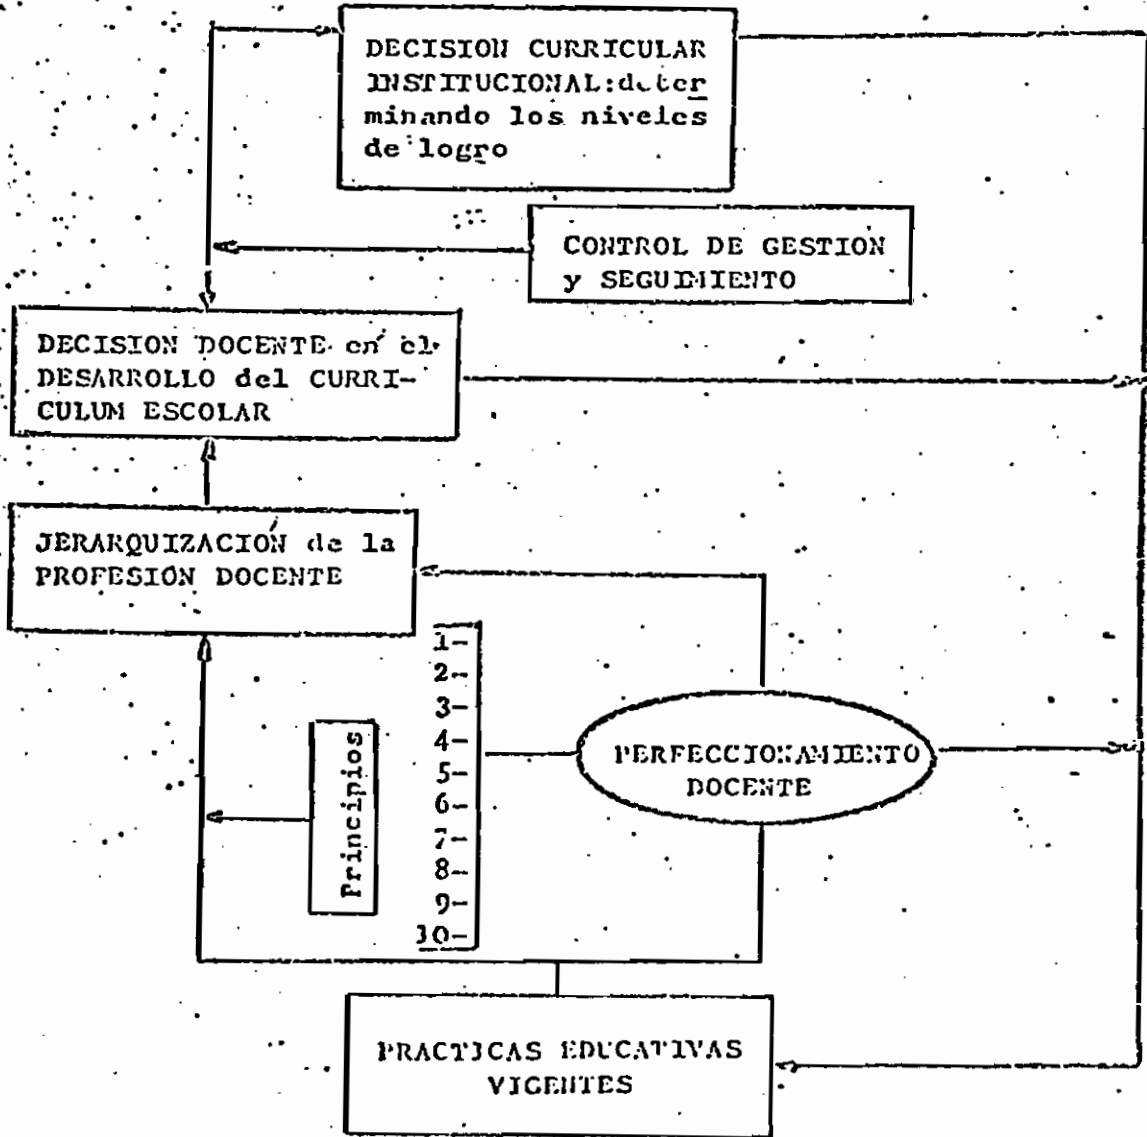 DECISION CURRICULAR
INSTITUCIONAL:deter
minando los niveles
de logro
CONTROL DE GESTION
y SEGUIMIENTO
DECISION DOCENTE en el
DESARROLLO del CURRI-
CULUM ESCOLAR
JERARQUIZACIÓN de la
PROFESIÓN DOCENTE
1-
2-
3-
4-
5-
6-
7-
8-
9-
10-
Principios
PERFECCIONAMIENTO
DOCENTE
PRACTICAS EDUCATIVAS
VIGENTES